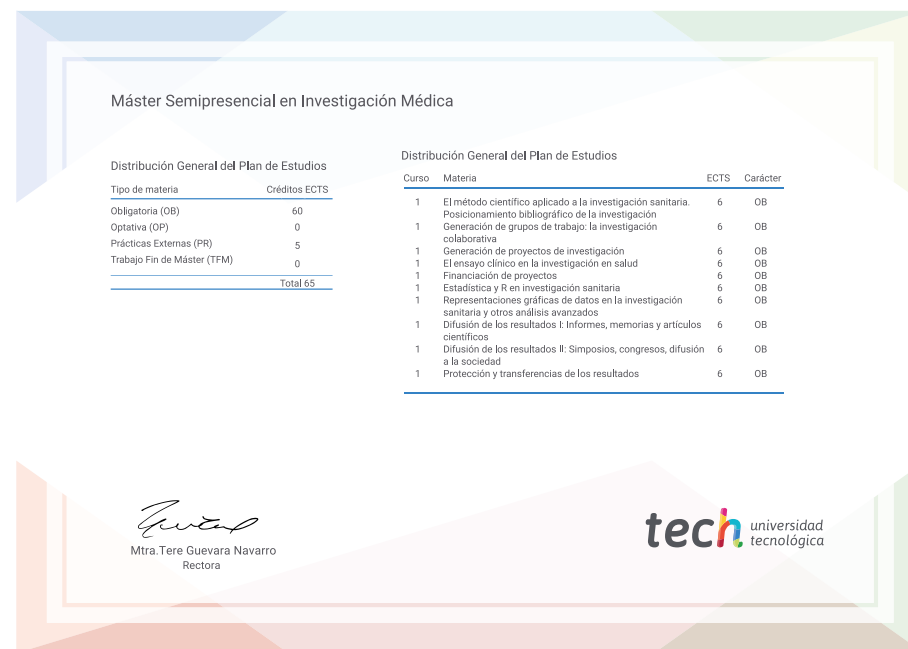 Máster Semipresencial en Investigación Médica
Distribución General del Plan de Estudios
Tipo de materia Créditos ECTS
Obligatoria (OB) 60
Optativa (OP) 0
Prácticas Externas (PR) 5
Trabajo Fin de Máster (TFM) 0
Total 65
Distribución General del Plan de Estudios
Curso Materia ECTS Carácter
1 El método científico aplicado a la investigación sanitaria. 6 OB
Posicionamiento bibliográfico de la investigación
1 Generación de grupos de trabajo: la investigación 6 OB
colaborativa
1 Generación de proyectos de investigación 6 OB
1 El ensayo clínico en la investigación en salud 6 OB
1 Financiación de proyectos 6 OB
1 Estadística y R en investigación sanitaria 6 OB
1 Representaciones gráficas de datos en la investigación 6 OB
sanitaria y otros análisis avanzados
1 Difusión de los resultados I: Informes, memorias y artículos 6 OB
científicos
1 Difusión de los resultados II: Simposios, congresos, difusión 6 OB
a la sociedad
1 Protección y transferencias de los resultados 6 OB
Mtra.Tere Guevara Navarro
Rectora
tech universidad
tecnológica